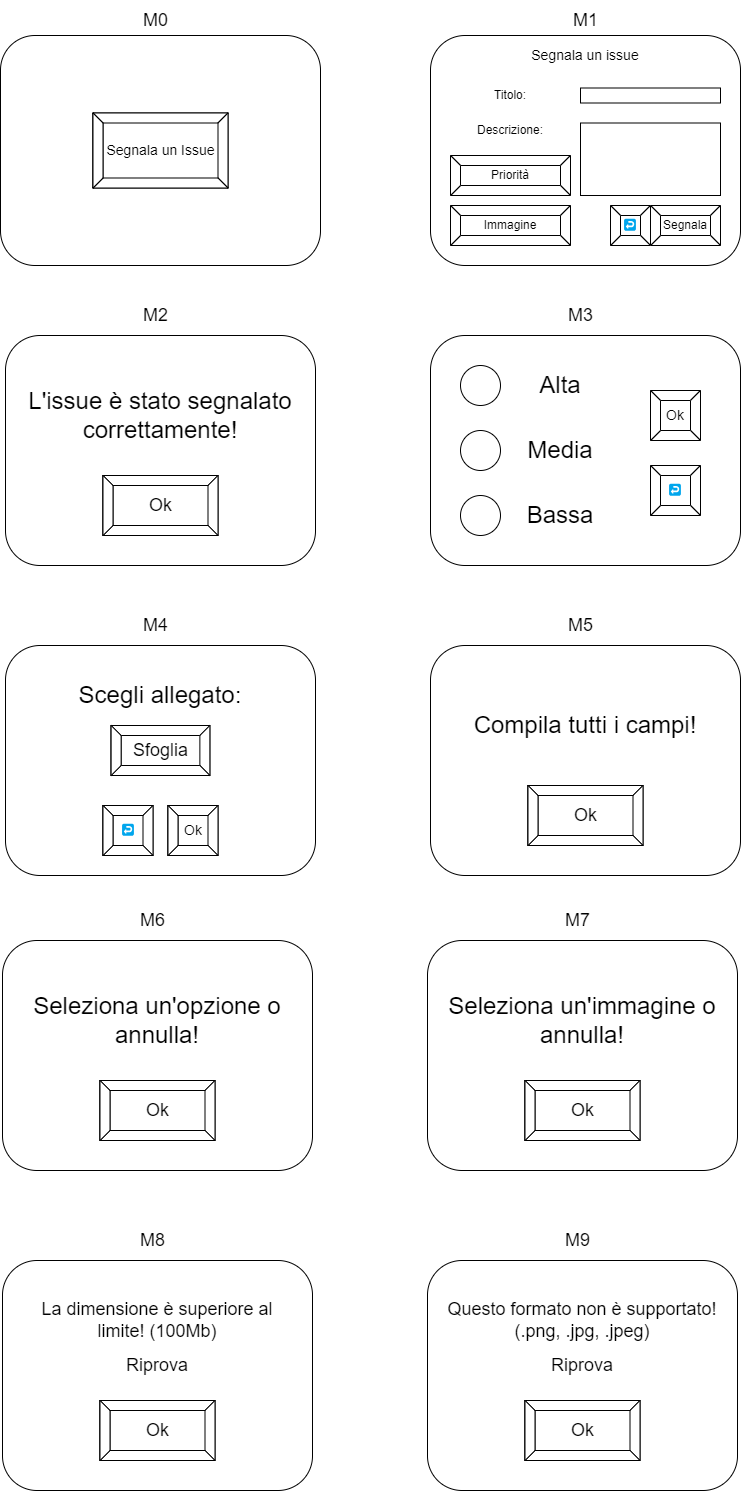 M0
Segnala un Issue
M1
Segnala un issue
Titolo:
Descrizione:
Priorità
Immagine
Segnala
M2
L'issue è stato segnalato
correttamente!
Ok
M3
Alta
Media
Bassa
Ok
M4
Scegli allegato:
Sfoglia
Ok
M5
Compila tutti i campi!
Ok
M6
Seleziona un'opzione o
annulla!
Ok
M7
Seleziona un'immagine o
annulla!
Ok
M8
La dimensione è superiore al
limite! (100Mb)
Riprova
Ok
M9
Questo formato non è supportato!
(.png, .jpg, .jpeg)
Riprova
Ok